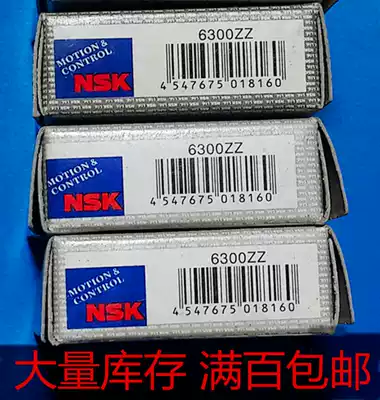 MOTION &
CONTROL
NSK
6300ZZ
4 547675 018160
MOTION &
CONTROL
NSK
6300ZZ
4 547675 018160
MOTION &
CONTROL
NSK
6300ZZ
4 547675 018160
大量库存 满百包邮